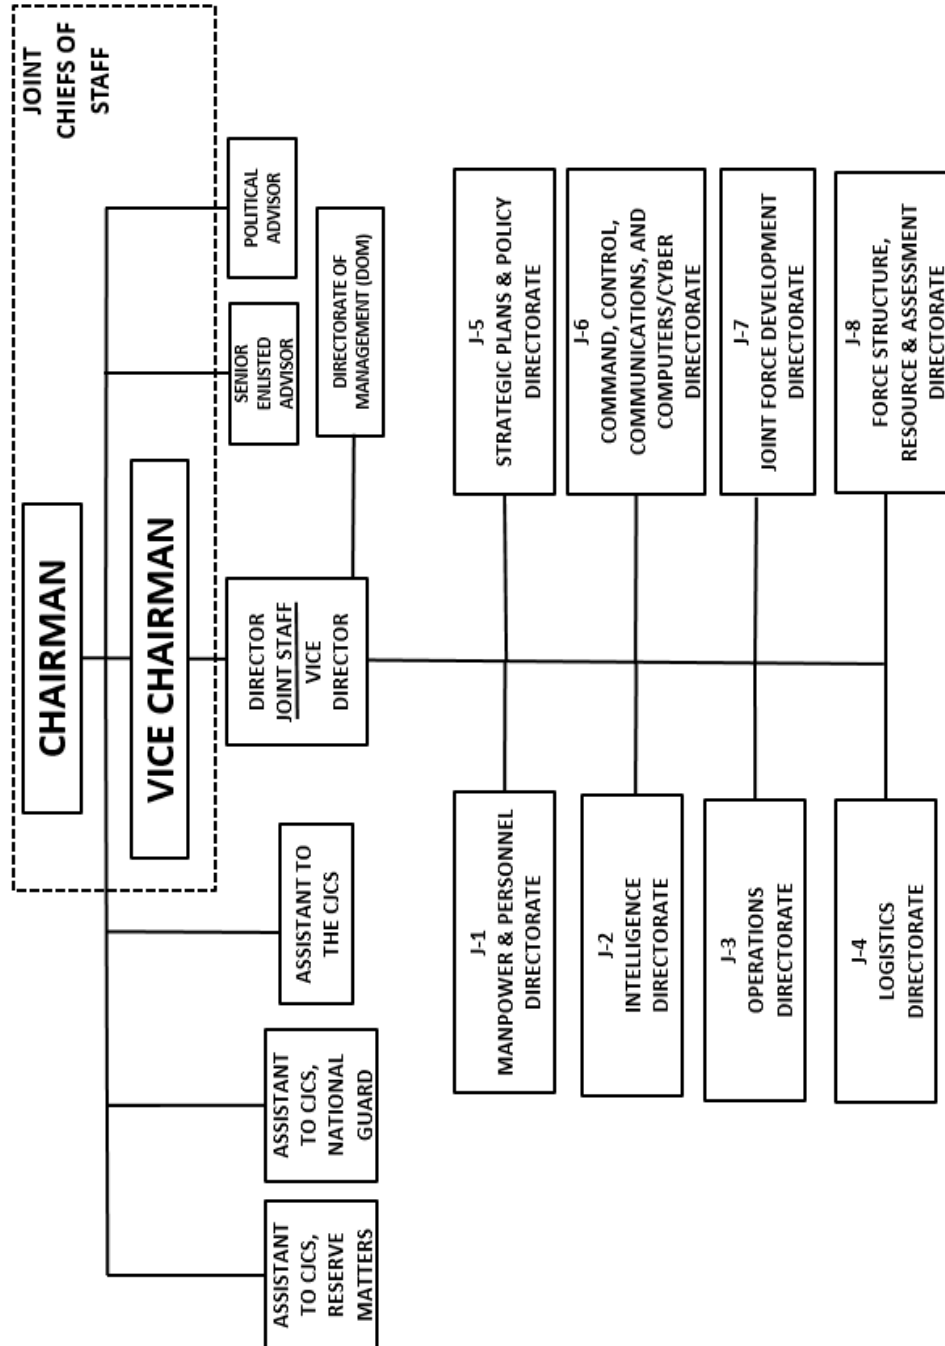 JOINT
CHIEFS OF
STAFF
CHAIRMAN
VICE CHAIRMAN
ASSISTANT
TO CJCS,
RESERVE
MATTERS
ASSISTANT
TO CJCS,
NATIONAL
GUARD
ASSISTANT TO
THE CJCS
DIRECTOR
JOINT STAFF
VICE
DIRECTOR
SENIOR
ENLISTED
ADVISOR
POLITICAL
ADVISOR
DIRECTORATE OF
MANAGEMENT (DOM)
J-1
MANPOWER & PERSONNEL
DIRECTORATE
J-5
STRATEGIC PLANS & POLICY
DIRECTORATE
J-2
INTELLIGENCE
DIRECTORATE
J-6
COMMAND, CONTROL,
COMMUNICATIONS, AND
COMPUTERS/CYBER
DIRECTORATE
J-3
OPERATIONS
DIRECTORATE
J-7
JOINT FORCE DEVELOPMENT
DIRECTORATE
J-4
LOGISTICS
DIRECTORATE
J-8
FORCE STRUCTURE,
RESOURCE & ASSESSMENT
DIRECTORATE